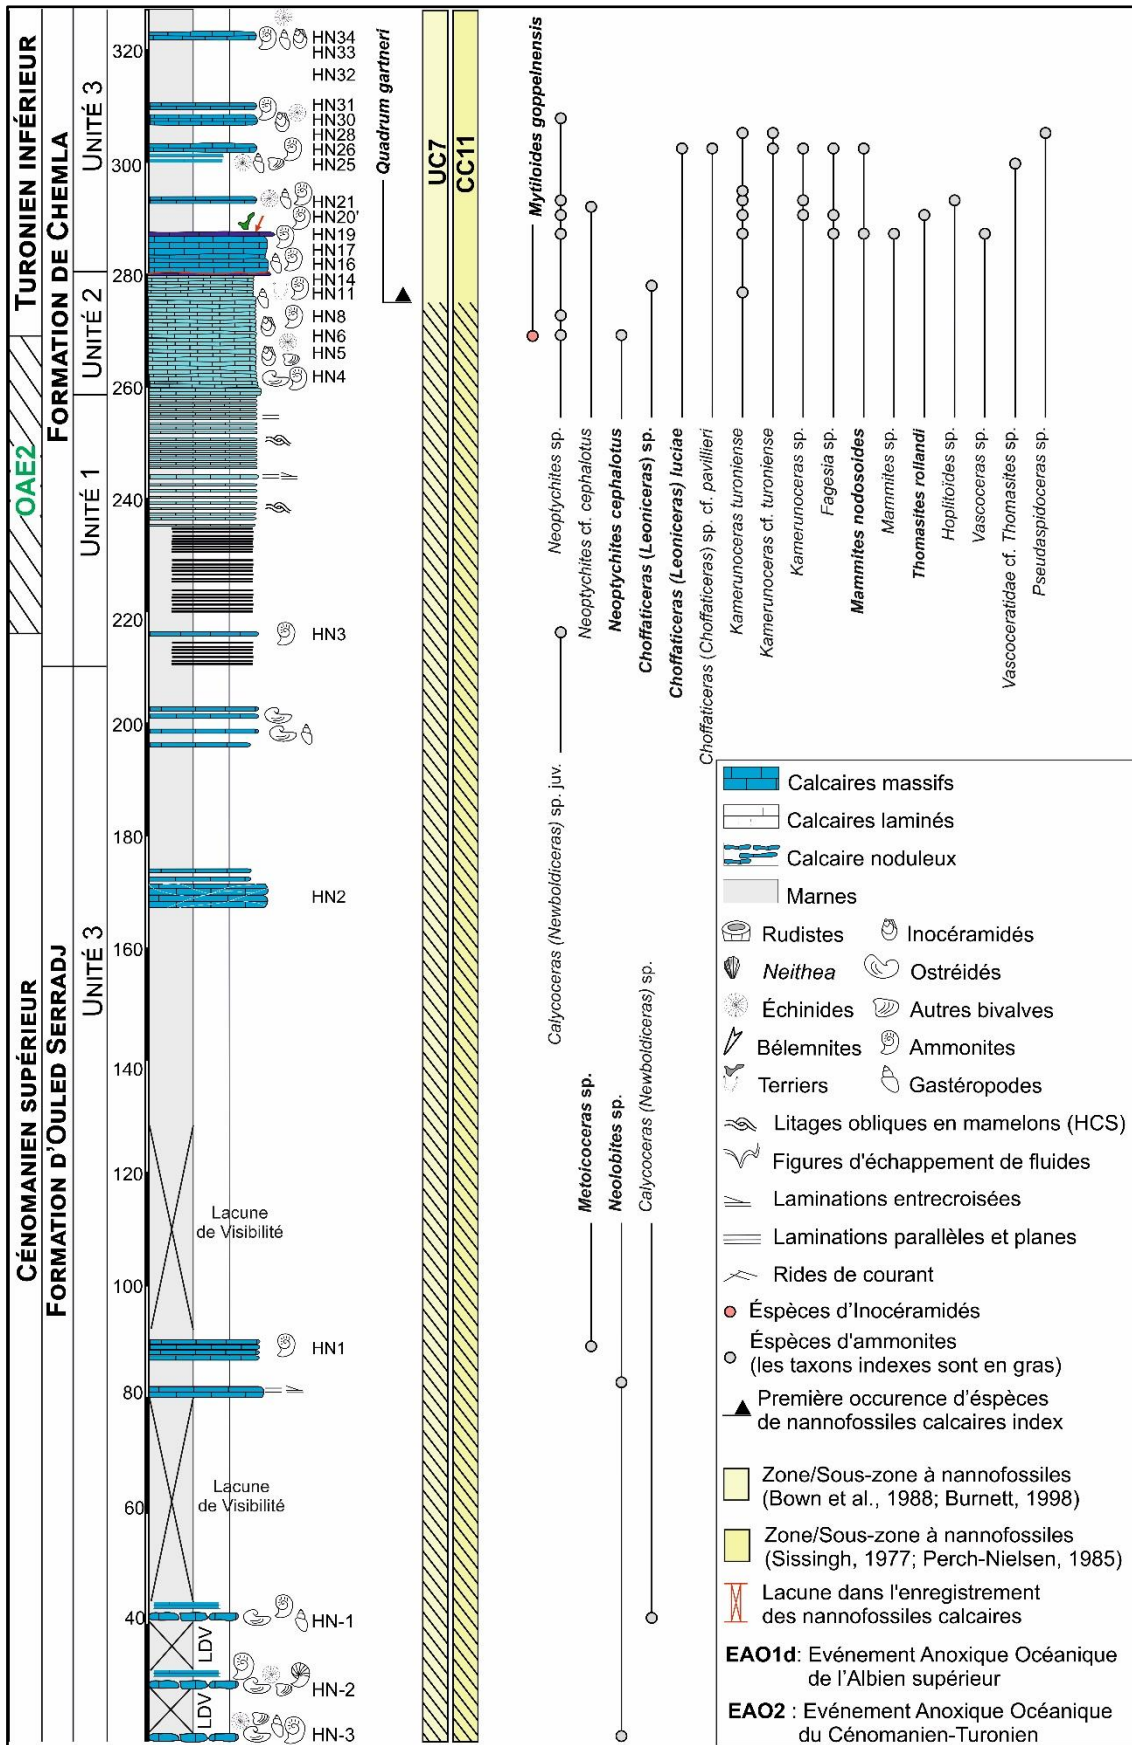 TURONIEN INFÉRIEUR
CÉNOMANIEN SUPÉRIEUR
OAE2
FORMATION DE CHEMLA
FORMATION D'OULED SERRADJ
UNITÉ 3
UNITÉ 2
UNITÉ 1
UNITÉ 3
320
300
280
260
240
220
200
180
160
140
120
100
80
60
40
HN34
HN33
HN32
HN31
HN30
HN28
HN26
HN25
HN21
HN20'
HN19
HN17
HN16
HN14
HN11
HN8
HN6
HN5
HN4
HN3
HN2
HN1
HN-1
HN-2
HN-3
Lacune
de Visibilité
Lacune
de Visibilité
LDV
LDV
Quadrum gartneri
UC7
CC11
Mytiloides goppelnensis
Neoptychites sp.
Neoptychites cf. cephalotus
Neoptychites cephalotus
Choffaticeras (Leoniceras) sp.
Choffaticeras (Leoniceras) luciae
Choffaticeras (Choffaticeras) sp. cf. pavillieri
Kamerunoceras turoniense
Kamerunoceras cf. turoniense
Kamerunoceras sp.
Fagesia sp.
Mammites nodosoides
Mammites sp.
Thomasites rollandi
Hoplitoides sp.
Vascoceras sp.
Vascoceratidae cf. Thomasites sp.
Pseudaspidoceras sp.
Calycoceras (Newboldiceras) sp. juv.
Metoicoceras sp.
Neolobites sp.
Calycoceras (Newboldiceras) sp.
Calcaires massifs
Calcaires laminés
Calcaire noduleux
Marnes
Rudistes
Inocéramidés
Neithea
Ostréidés
Échinides
Autres bivalves
Bélemnites
Ammonites
Terriers
Gastéropodes
Litages obliques en mamelons (HCS)
Figures d'échappement de fluides
Laminations entrecroisées
Laminations parallèles et planes
Rides de courant
Éspèces d'Inocéramidés
Éspèces d'ammonites
(les taxons indexes sont en gras)
Première occurence d'éspèces
de nannofossiles calcaires index
Zone/Sous-zone à nannofossiles
(Bown et al., 1988; Burnett, 1998)
Zone/Sous-zone à nannofossiles
(Sissingh, 1977; Perch-Nielsen, 1985)
Lacune dans l'enregistrement
des nannofossiles calcaires
EAO1d: Evénement Anoxique Océanique
de l'Albien supérieur
EAO2 : Evénement Anoxique Océanique
du Cénomanien-Turonien